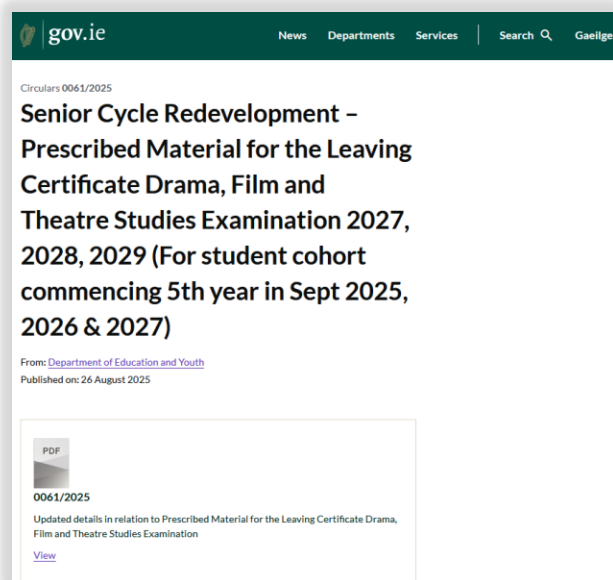 gov.ie
News Departments Services Search Gaeilge
Circulars 0061/2025
Senior Cycle Redevelopment –
Prescribed Material for the Leaving
Certificate Drama, Film and
Theatre Studies Examination 2027,
2028, 2029 (For student cohort
commencing 5th year in Sept 2025,
2026 & 2027)
From: Department of Education and Youth
Published on: 26 August 2025
PDF
0061/2025
Updated details in relation to Prescribed Material for the Leaving Certificate Drama,
Film and Theatre Studies Examination
View